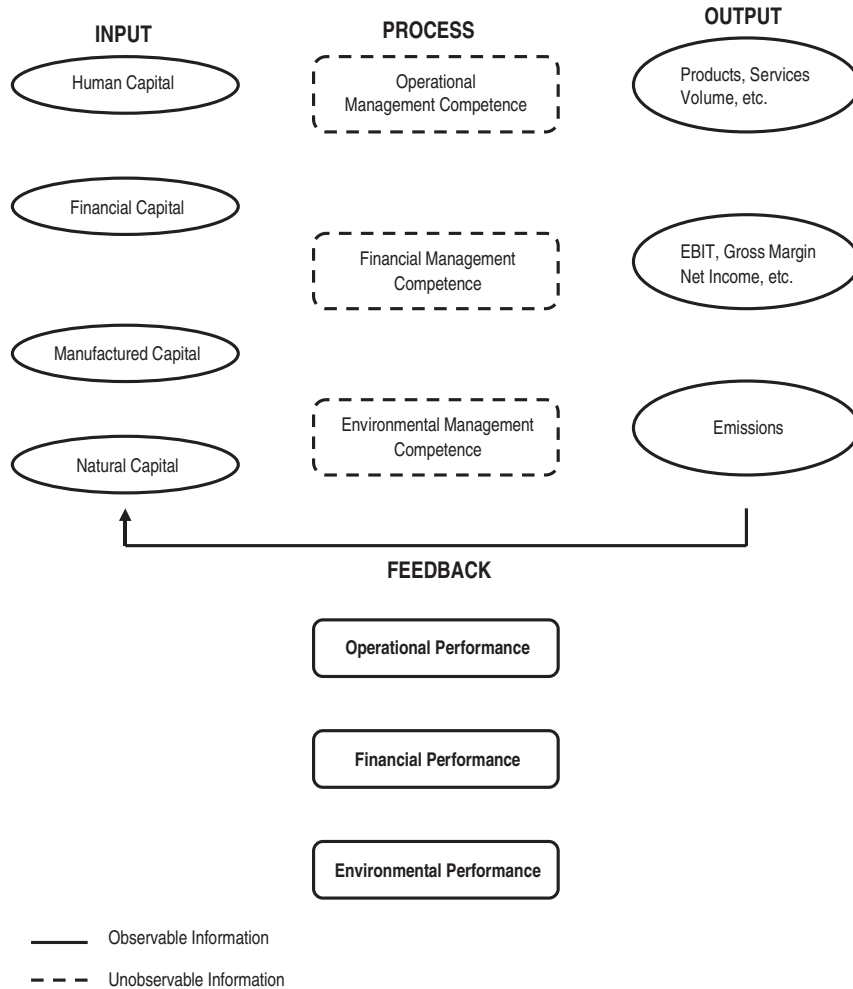 INPUT
PROCESS
OUTPUT
Human Capital
Operational
Management Competence
Products, Services
Volume, etc.
Financial Capital
Financial Management
Competence
EBIT, Gross Margin
Net Income, etc.
Manufactured Capital
Environmental Management
Competence
Emissions
Natural Capital
FEEDBACK
Operational Performance
Financial Performance
Environmental Performance
Observable Information
Unobservable Information